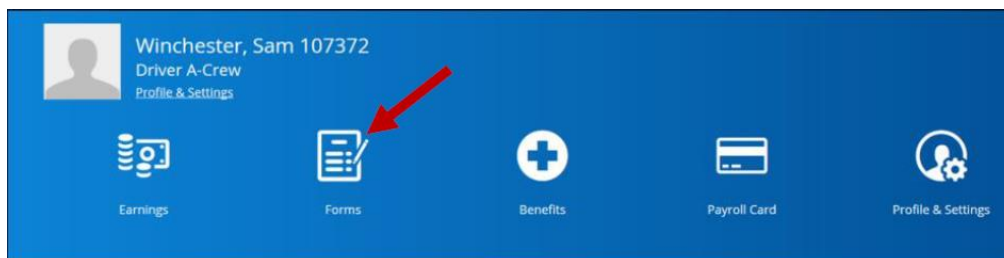 Winchester, Sam 107372
Driver A-Crew
Profile & Settings
Earnings
Forms
Benefits
Payroll Card
Profile & Settings